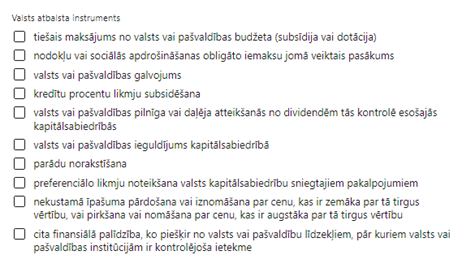 Valsts atbalsta instruments
tiešais maksājums no valsts vai pašvaldības budžeta (subsīdija vai dotācija)
nodokļu vai sociālās apdrošināšanas obligāto iemaksu jomā veiktais pasākums
valsts vai pašvaldības galvojums
kredītu procentu likmju subsidēšana
valsts vai pašvaldības pilnīga vai daļēja atteikšanās no dividendēm tās kontrolē esošajās
kapitālsabiedrībās
valsts vai pašvaldības ieguldījums kapitālsabiedrībā
parādu norakstīšana
preferenciālo likmju noteikšana valsts kapitālsabiedrību sniegtajiem pakalpojumiem
nekustamā īpašuma pārdošana vai iznomāšana par cenu, kas ir zemāka par tā tirgus
vērtību, vai pirkšana vai nomāšana par cenu, kas ir augstāka par tā tirgus vērtību
cita finansiālā palīdzība, ko piešķir no valsts vai pašvaldību līdzekļiem, pār kuriem valsts vai
pašvaldības institūcijām ir kontrolējoša ietekme